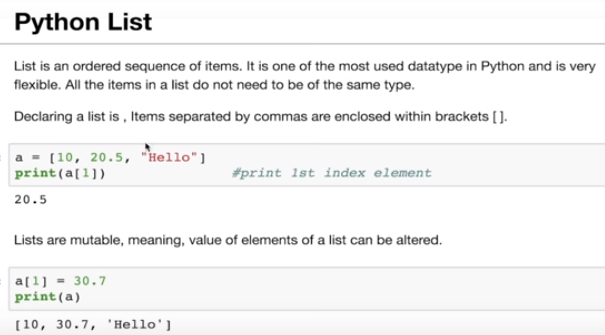 Python List
List is an ordered sequence of items. It is one of the most used datatype in Python and is very
flexible. All the items in a list do not need to be of the same type.
Declaring a list is , Items separated by commas are enclosed within brackets [ ].
a = [10, 20.5, "Hello"]
print(a[1])                #print 1st index element
20.5
Lists are mutable, meaning, value of elements of a list can be altered.
a[1] = 30.7
print(a)
[10, 30.7, 'Hello']